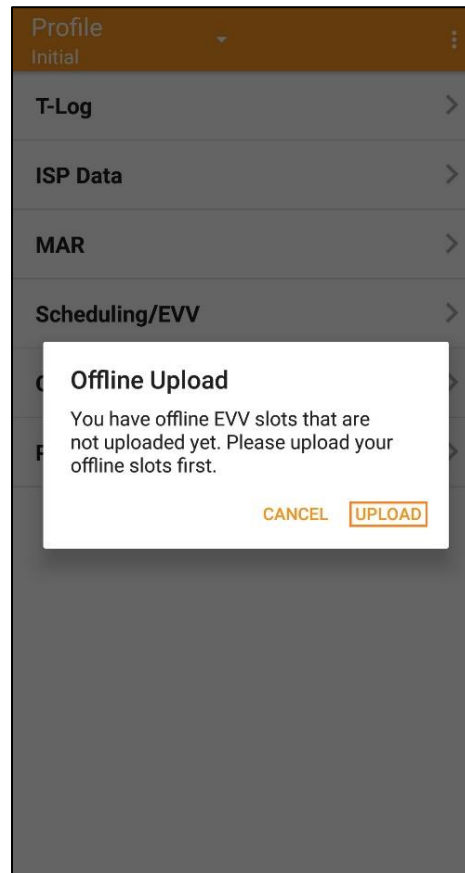 Profile
Initial
T-Log
ISP Data
MAR
Scheduling/EVV
Offline Upload
You have offline EVV slots that are
not uploaded yet. Please upload your
offline slots first.
CANCEL UPLOAD